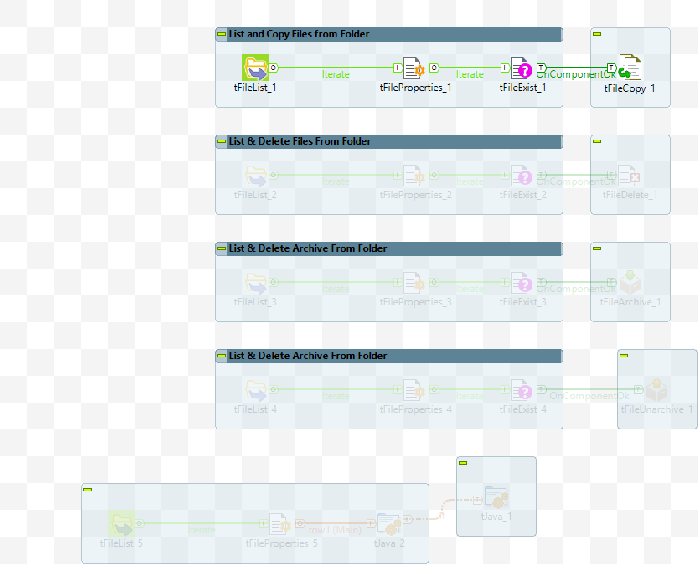 List and Copy Files from Folder
Iterate Iterate OnComponentOk
tFileList_1 tFileProperties_1 tFileExist_1 tFileCopy_1
List & Delete Files From Folder
Iterate Iterate OnComponentOk
tFileList_2 tFileProperties_2 tFileExist_2 tFileDelete_
List & Delete Archive From Folder
Iterate Iterate OnComponentOk
tFileList_3 tFileProperties_3 tFileExist_3 tFileArchive_1
List & Delete Archive From Folder
Iterate Iterate OnComponentOk
tFileList_4 tFileProperties_4 tFileExist_4 tFileUnarchive_1
tJava_1
Iterate row1 (Main)
tFileList_5 tFileProperties_5 tJava_2